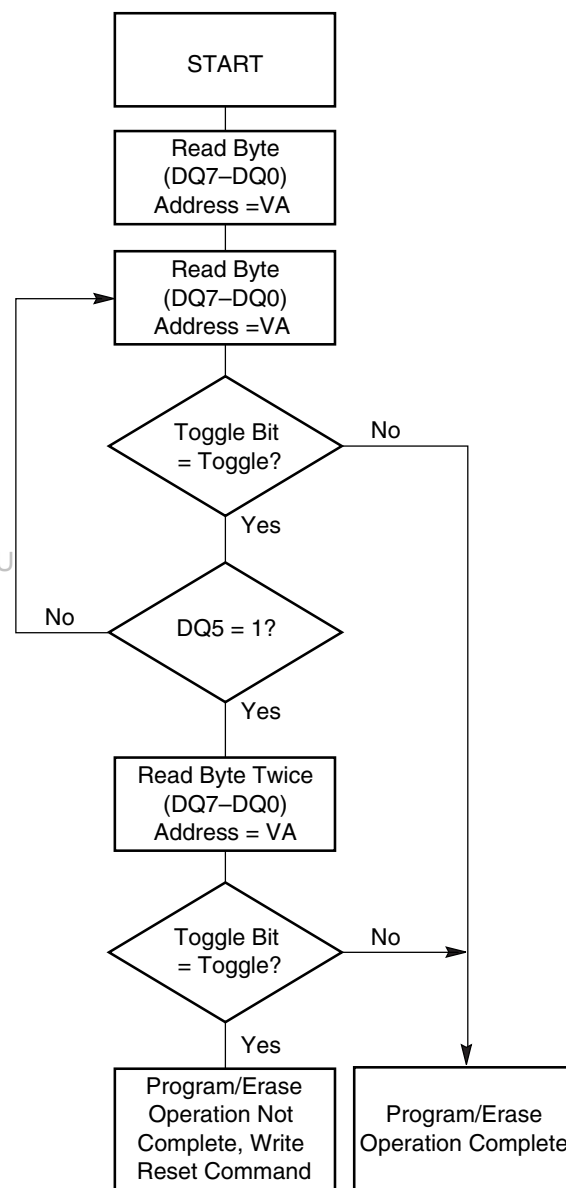 START
Read Byte
(DQ7–DQ0)
Address =VA
Read Byte
(DQ7–DQ0)
Address =VA
Toggle Bit
= Toggle?
No
Yes
U
DQ5 = 1?
No
Yes
Read Byte Twice
(DQ7–DQ0)
Address = VA
Toggle Bit
= Toggle?
No
Yes
Program/Erase
Operation Not
Complete, Write
Reset Command
Program/Erase
Operation Complete